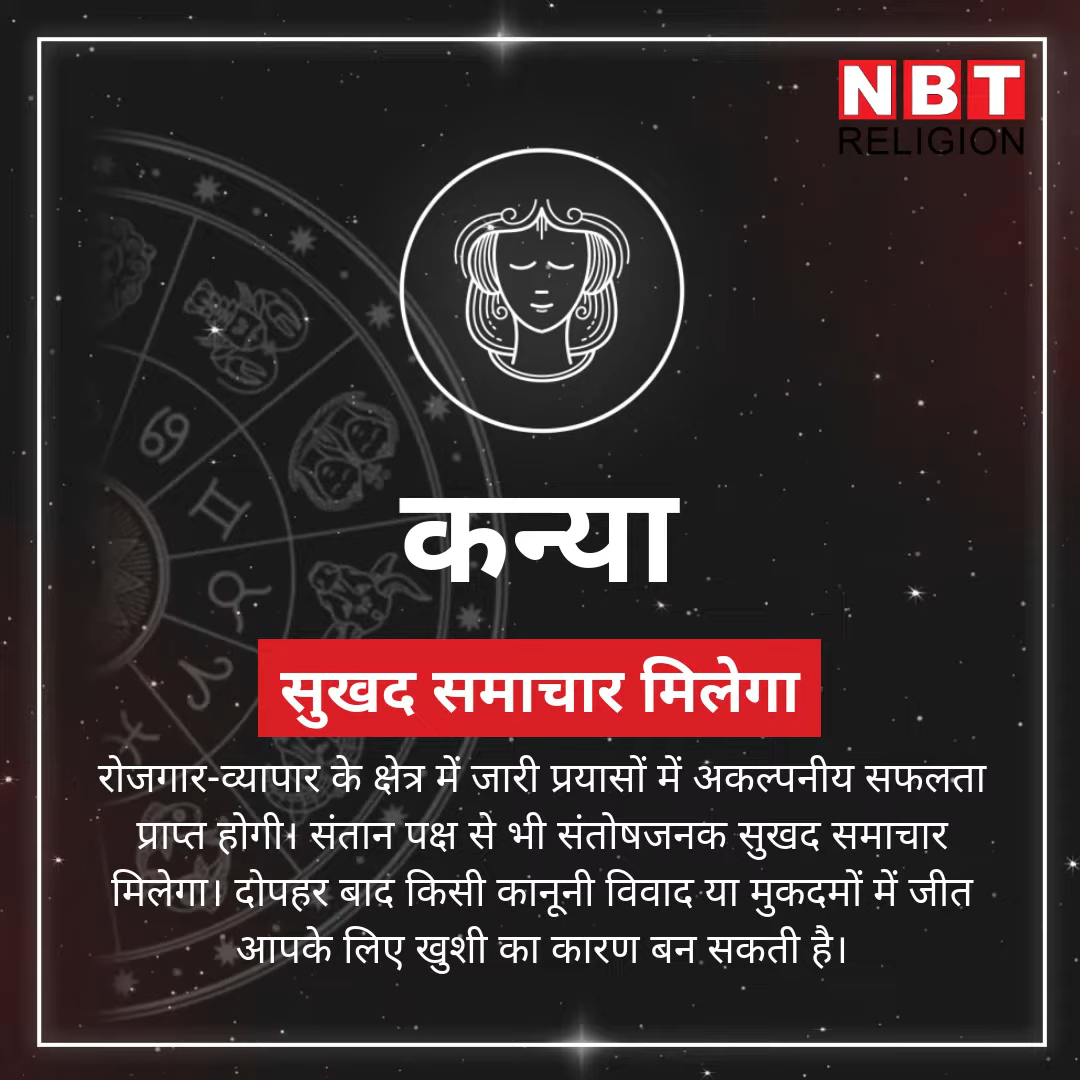 NBT
RELIGION
कन्या
सुखद समाचार मिलेगा
रोजगार-व्यापार के क्षेत्र में जारी प्रयासों में अकल्पनीय सफलता
प्राप्त होगी। संतान पक्ष से भी संतोषजनक सुखद समाचार
मिलेगा। दोपहर बाद किसी कानूनी विवाद या मुकदमों में जीत
आपके लिए खुशी का कारण बन सकती है।